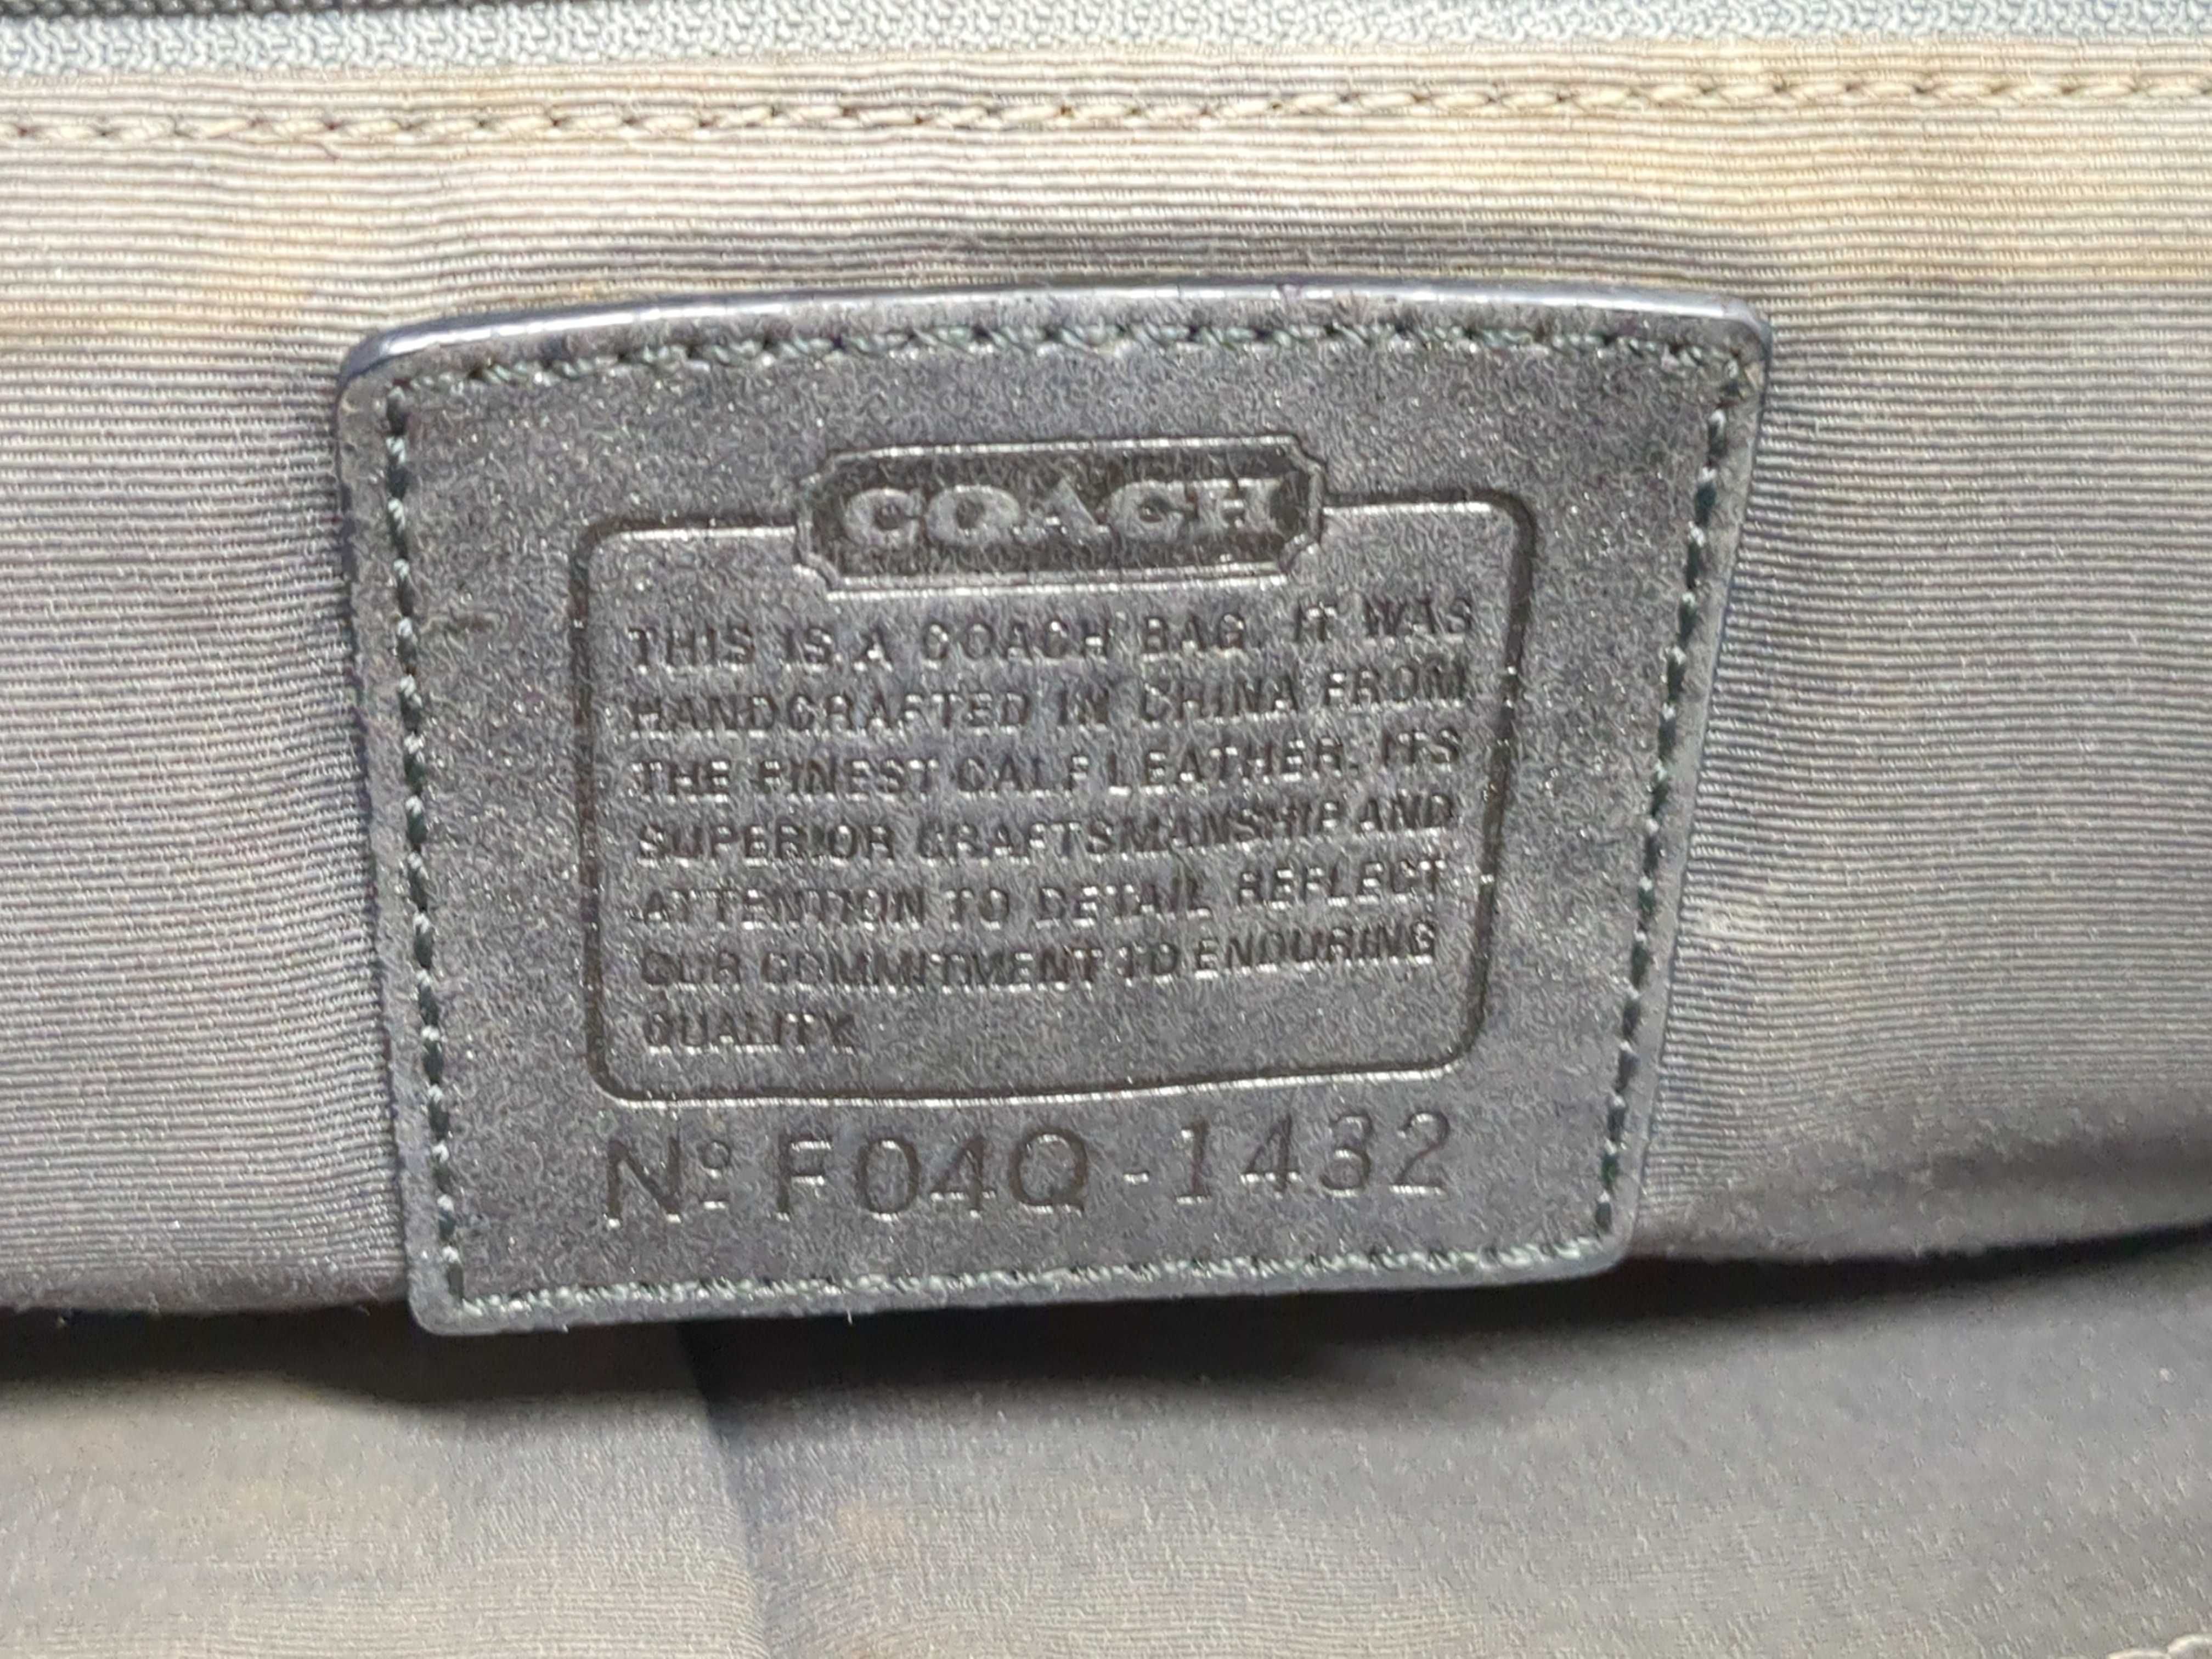 COACH
THIS IS A COACH BAG. IT WAS
HANDCRAFTED IN CHINA FROM
THE FINEST CALF LEATHER. ITS
SUPERIOR CRAFTSMANSHIP AND
ATTENTION TO DETAIL REFLECT
OUR COMMITMENT TO ENDURING
QUALITY.
Nº F04Q-1432